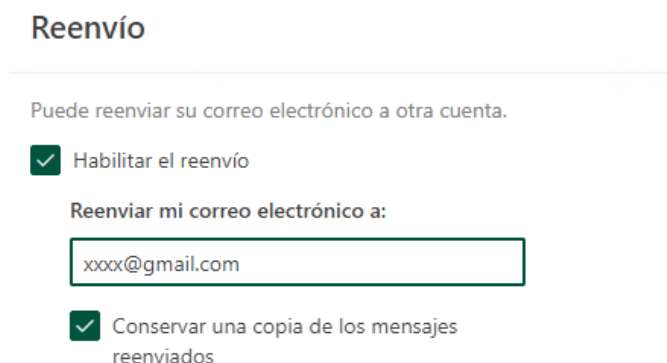 Reenvío
Puede reenviar su correo electrónico a otra cuenta.
Habilitar el reenvío
Reenviar mi correo electrónico a:
xxxx@gmail.com
Conservar una copia de los mensajes
reenviados